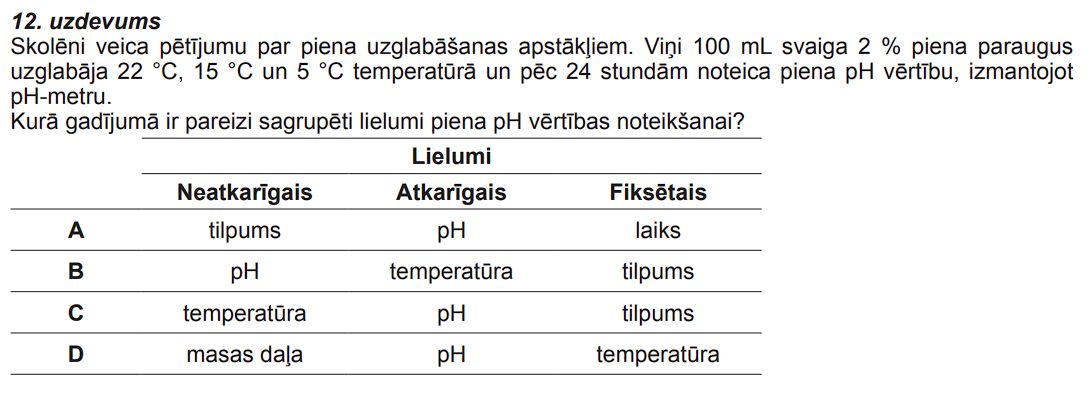 12. uzdevums
Skolēni veica pētījumu par piena uzglabāšanas apstākļiem. Viņi 100 mL svaiga 2 % piena paraugus
uzglabāja 22 °C, 15 °C un 5 °C temperatūrā un pēc 24 stundām noteica piena pH vērtību, izmantojot
pH-metru.
Kurā gadījumā ir pareizi sagrupēti lielumi piena pH vērtības noteikšanai?
Lielumi
Neatkarīgais Atkarīgais Fiksētais
A tilpums pH laiks
B pH temperatūra tilpums
C temperatūra pH tilpums
D masas daļa pH temperatūra